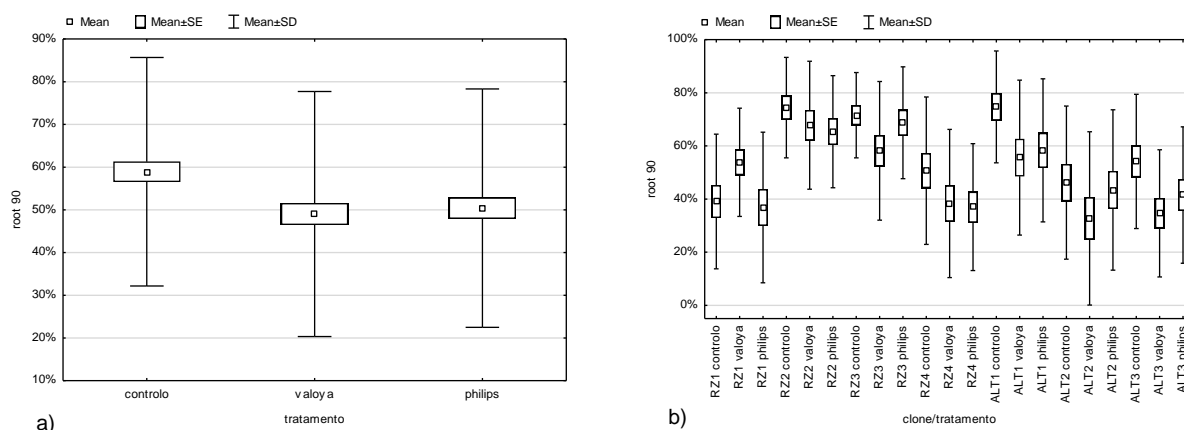 Mean Mean±SE Mean±SD
90%
80%
70%
60%
50%
40%
30%
20%
10%
root 90
controlo valoya philips
tratamento
a)
Mean Mean±SE Mean±SD
100%
80%
60%
40%
20%
0%
root 90
RZ1 controlo
RZ1 valoya
RZ1 philips
RZ2 controlo
RZ2 valoya
RZ2 philips
RZ3 controlo
RZ3 valoya
RZ3 philips
RZ4 controlo
RZ4 valoya
RZ4 philips
ALT1 controlo
ALT1 valoya
ALT1 philips
ALT2 controlo
ALT2 valoya
ALT2 philips
ALT3 controlo
ALT3 valoya
ALT3 philips
clone/tratamento
b)